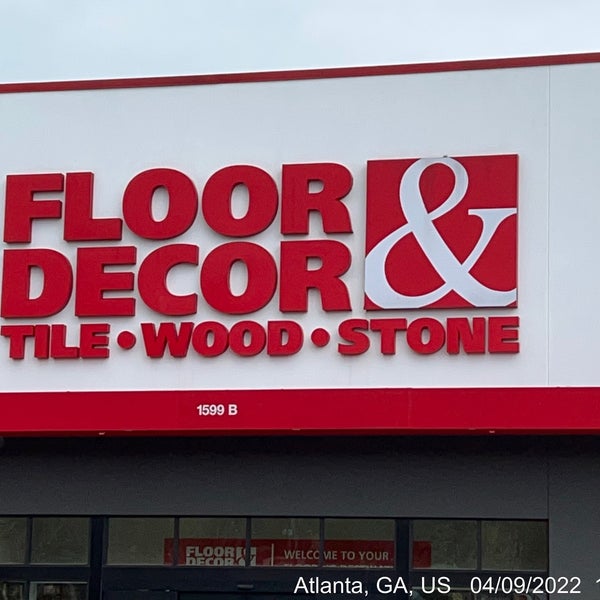 FLOOR &
DECOR
TILE • WOOD • STONE
1599 B
FLOOR &
DECOR
WELCOME TO YOUR
Atlanta, GA, US 04/09/2022